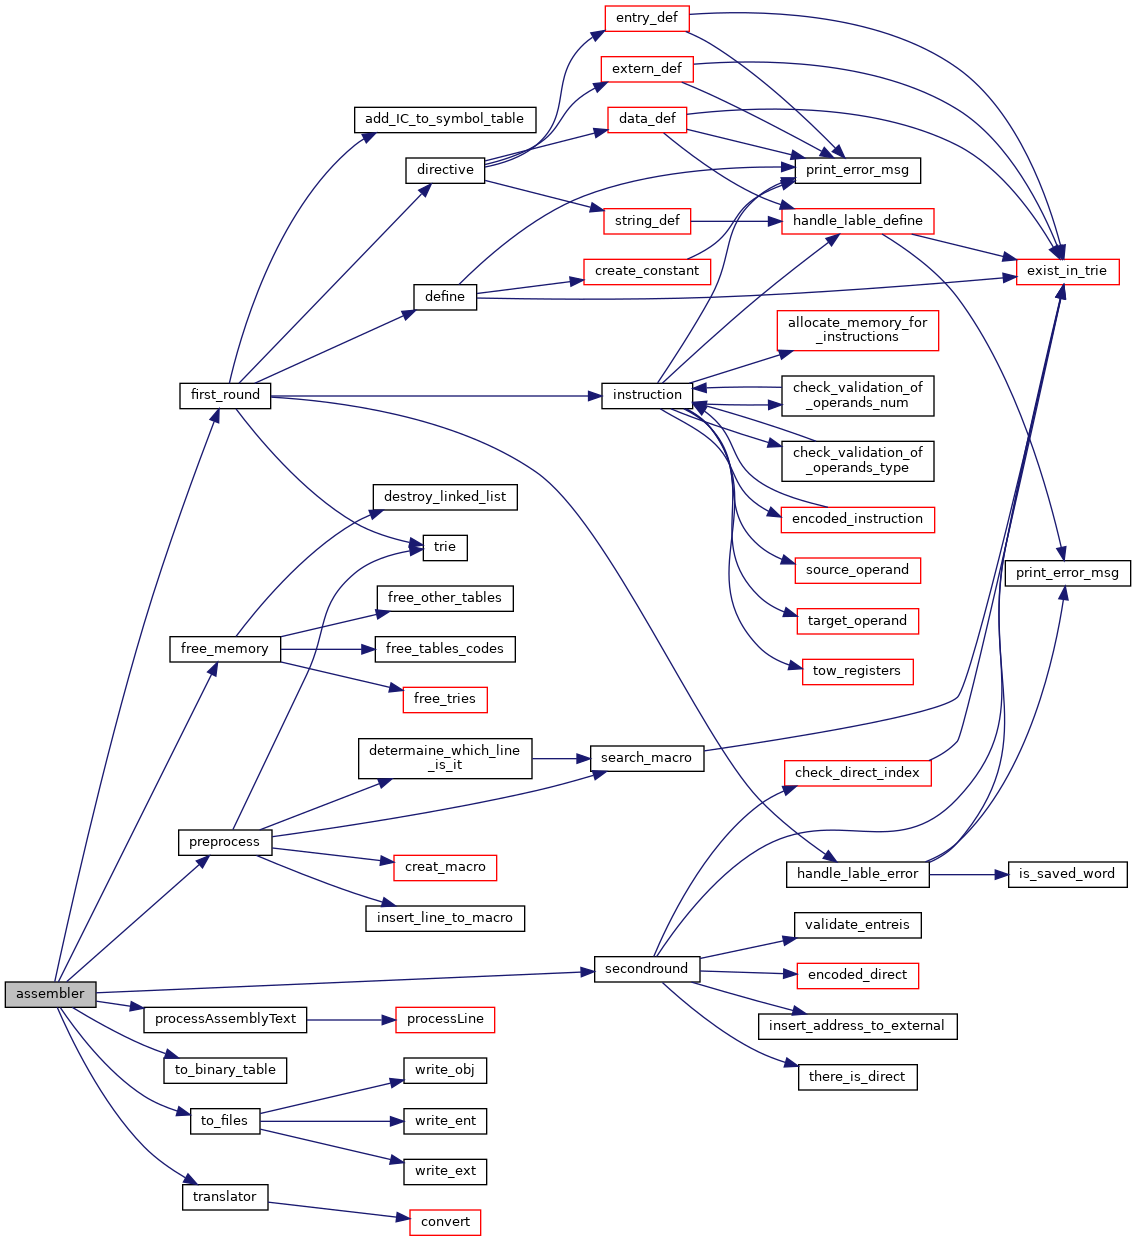 entry_def
extern_def
data_def
add_IC_to_symbol_table
directive
print_error_msg
string_def
handle_lable_define
create_constant
exist_in_trie
define
allocate_memory_for
_instructions
first_round
instruction
check_validation_of
_operands_num
check_validation_of
_operands_type
destroy_linked_list
encoded_instruction
trie
source_operand
print_error_msg
free_other_tables
target_operand
free_memory
free_tables_codes
tow_registers
free_tries
determaine_which_line
_is_it
search_macro
check_direct_index
preprocess
creat_macro
handle_lable_error
is_saved_word
insert_line_to_macro
validate_entreis
secondround
encoded_direct
assembler
processAssemblyText
processLine
insert_address_to_external
to_binary_table
write_obj
there_is_direct
to_files
write_ent
write_ext
translator
convert